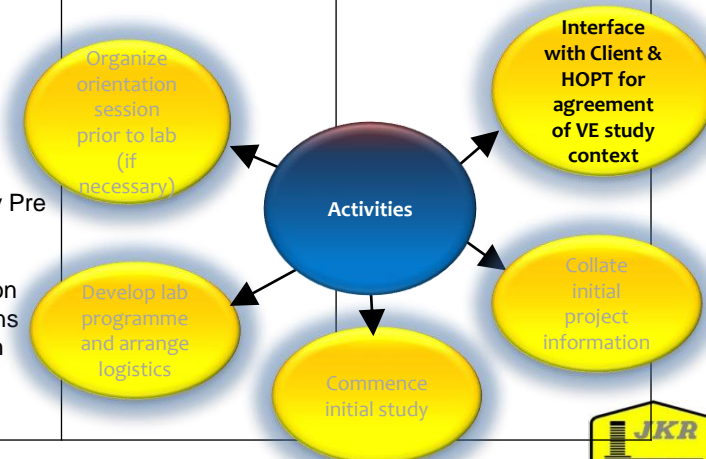 Interface
with Client &
HOPT for
agreement
of VE study
context
Organize
orientation
session
prior to lab
(if
necessary)
Activities
Pre
Collate
initial
project
information
Develop lab
programme
and arrange
logistics
Commence
initial study
JKR